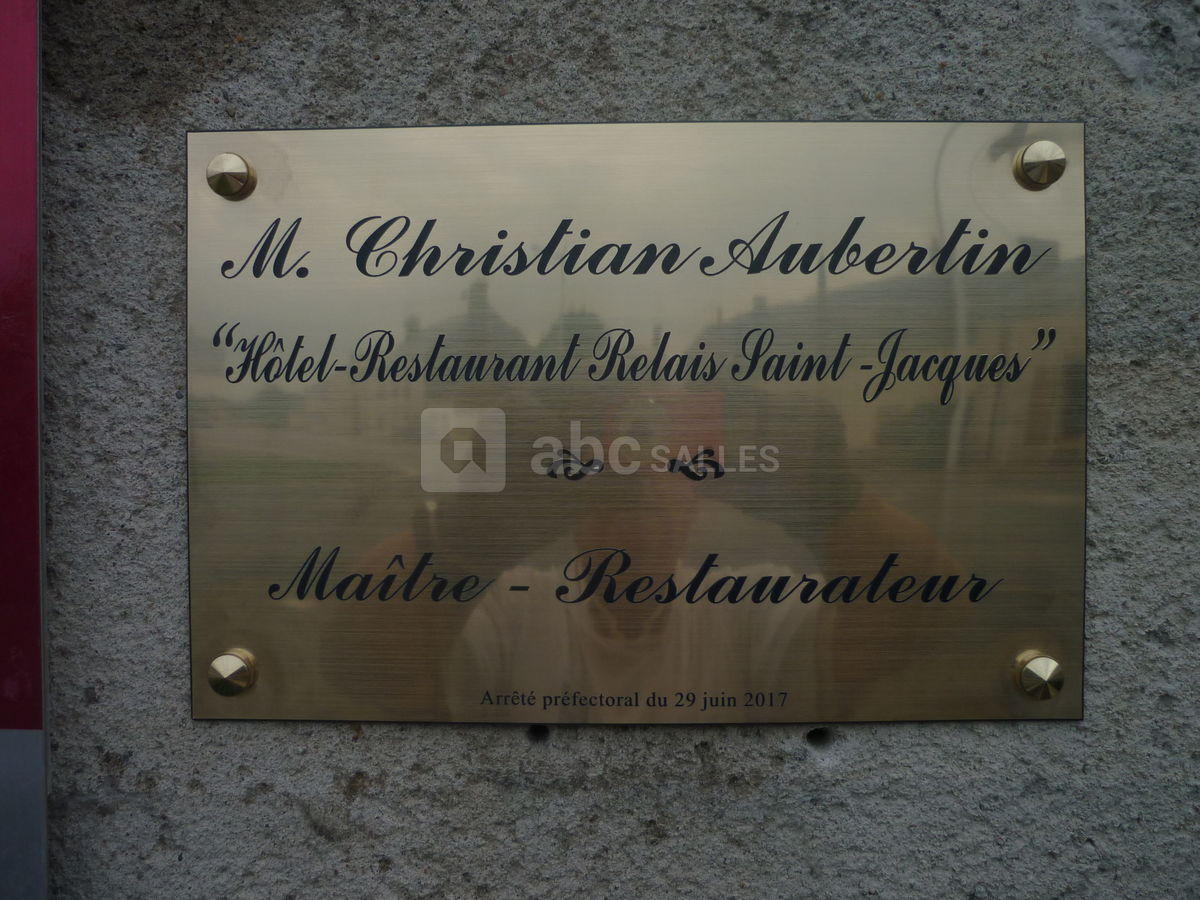 M. Christian Aubertin
“Hôtel-Restaurant Relais Saint -Jacques”
abc SALLES
Maître - Restaurateur
Arrêté préfectoral du 29 juin 2017